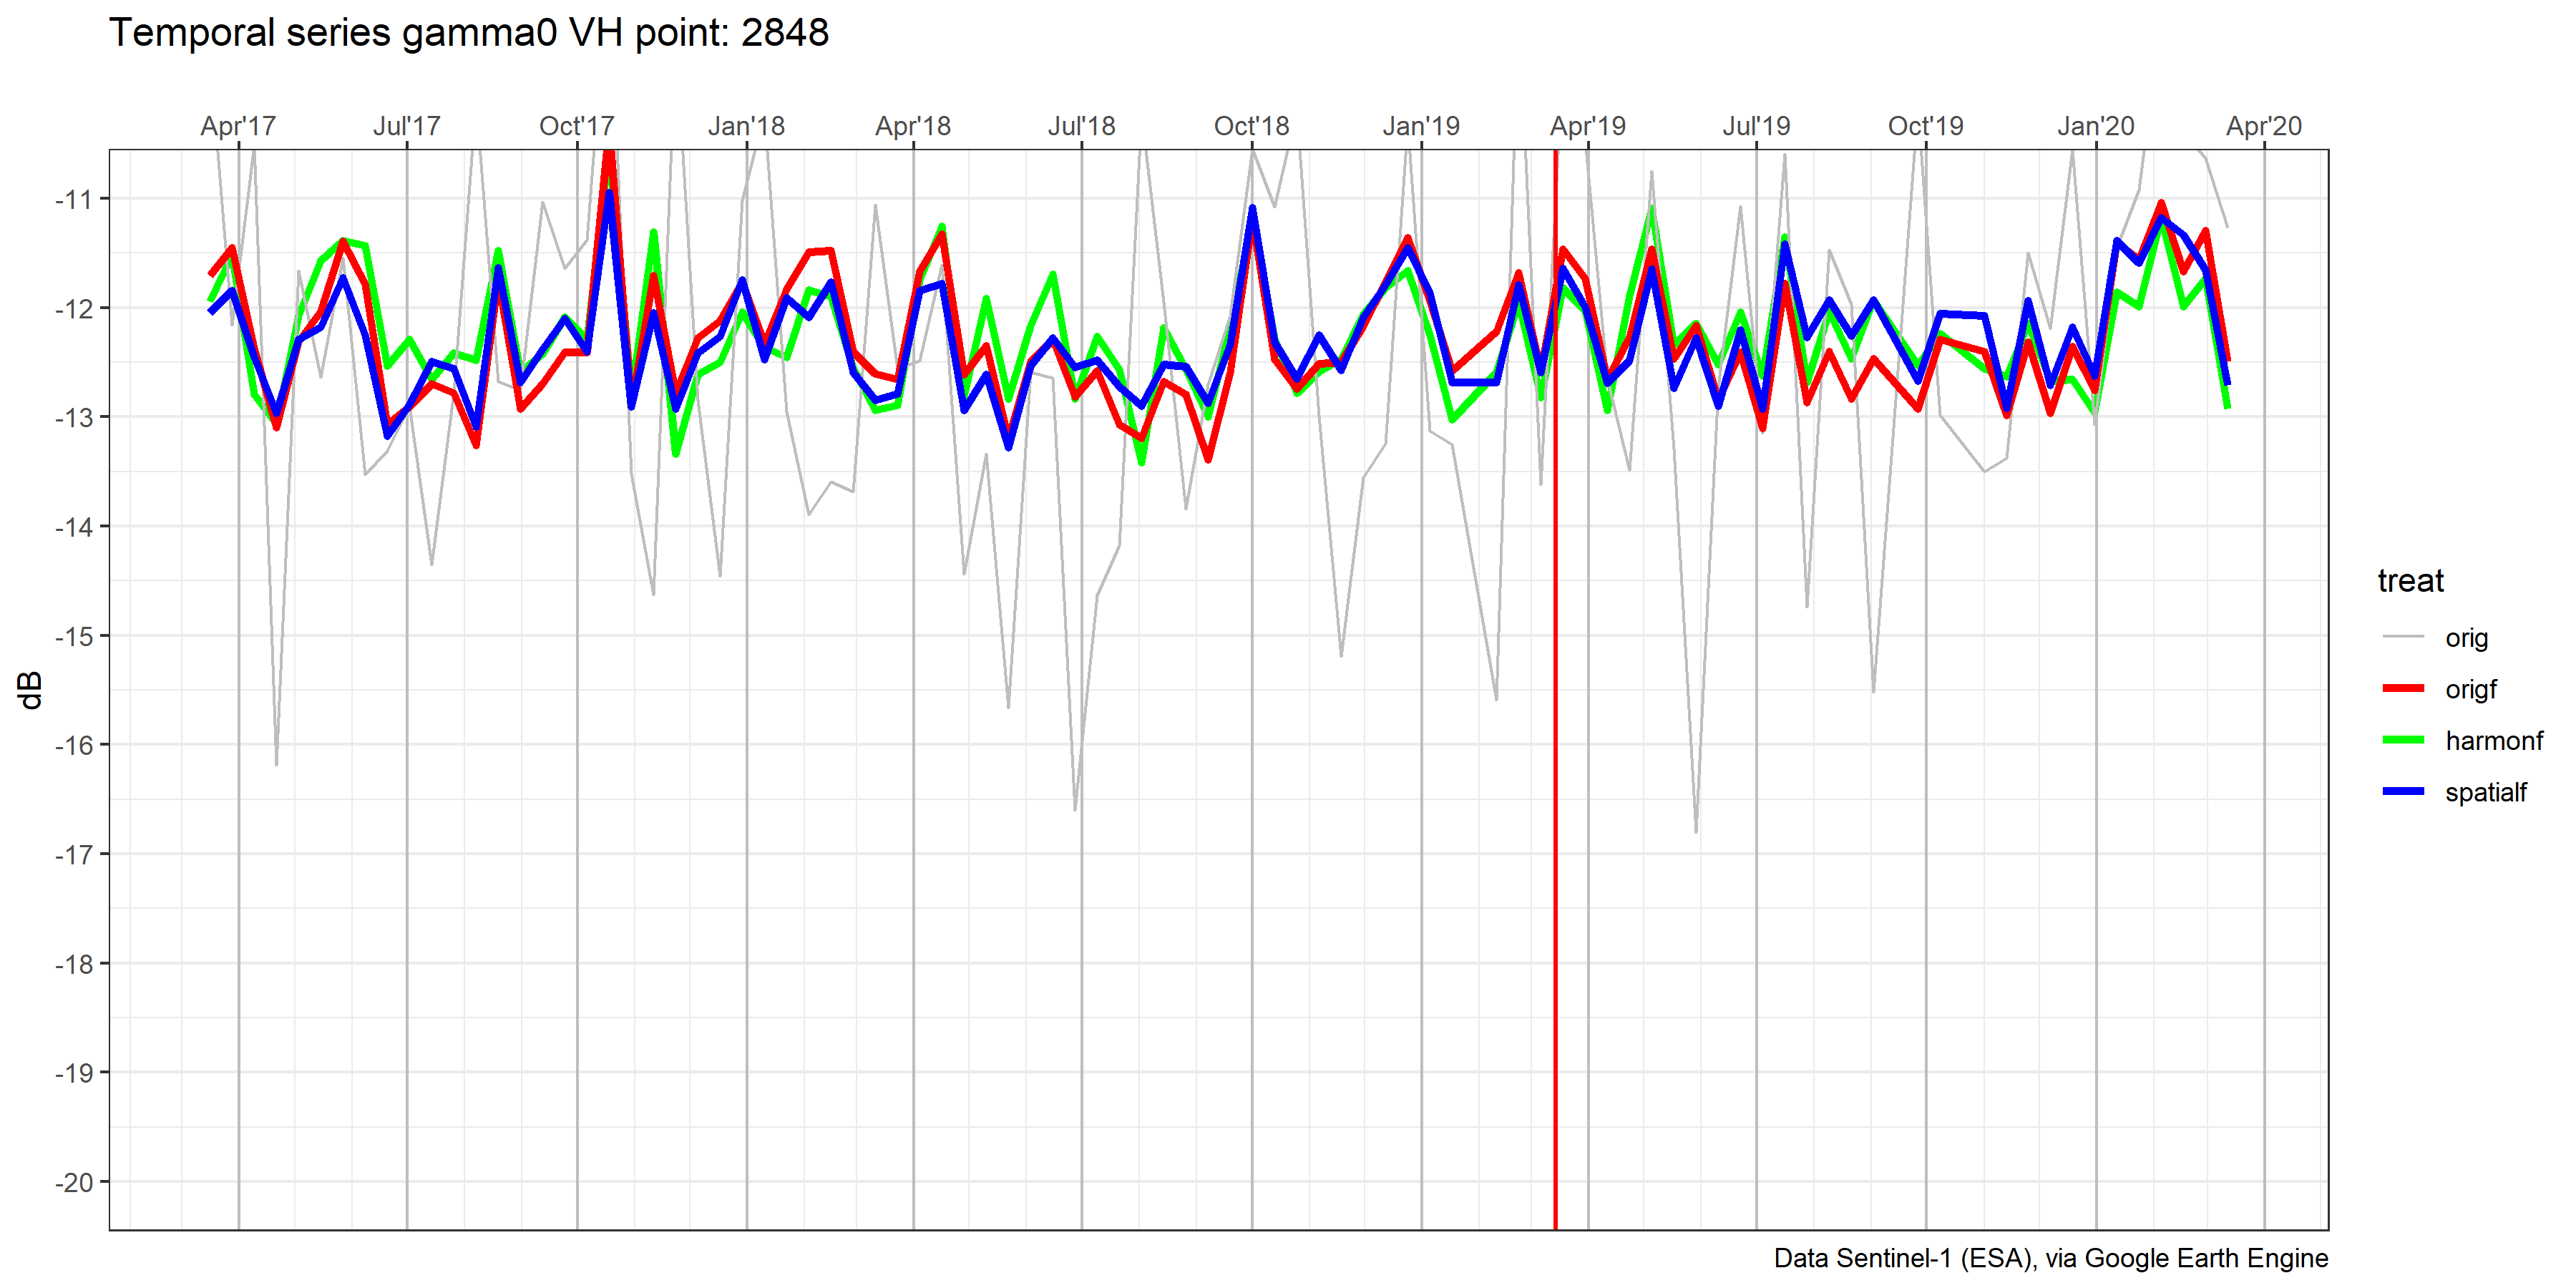 Temporal series gamma0 VH point: 2848
Apr'17 Jul'17 Oct'17 Jan'18 Apr'18 Jul'18 Oct'18 Jan'19 Apr'19 Jul'19 Oct'19 Jan'20 Apr'20
-11
-12
-13
-14
-15
-16
-17
-18
-19
-20
dB
treat
orig
origf
harmonf
spatialf
Data Sentinel-1 (ESA), via Google Earth Engine